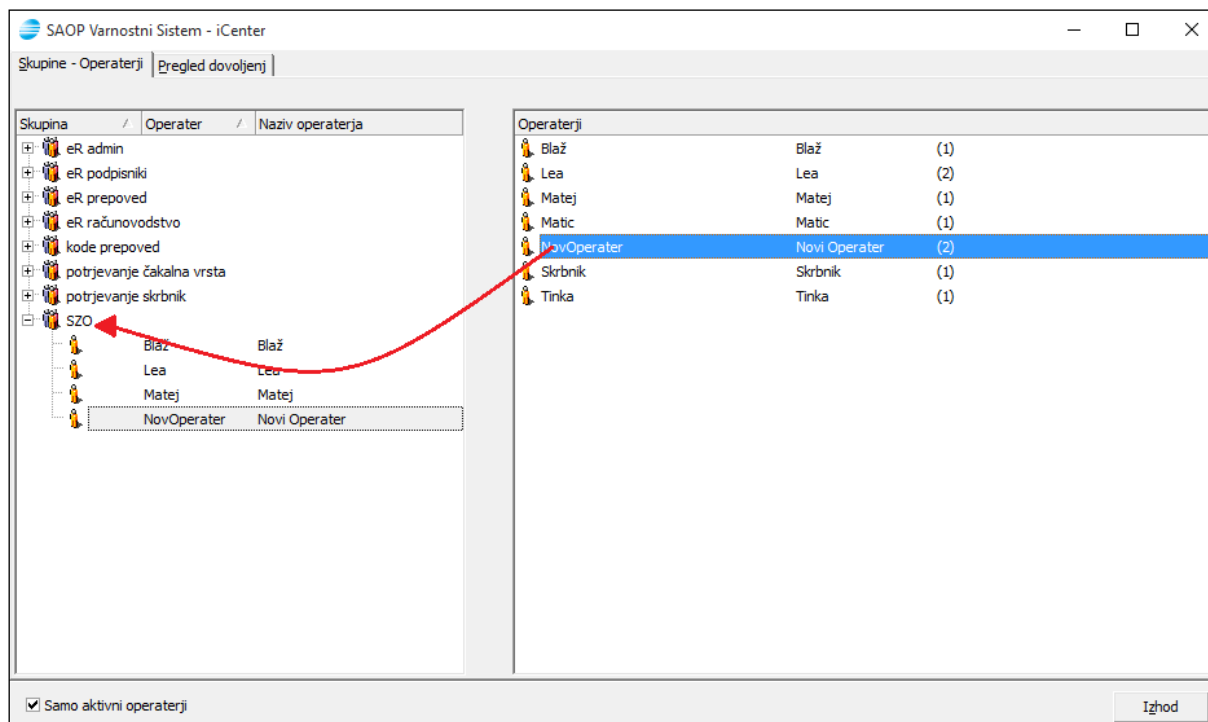 SAOP Varnostni Sistem - iCenter
Skupine - Operaterji Pregled dovoljenj
Skupina Operater Naziv operaterja
eR admin
eR podpisniki
eR prepoved
eR računovodstvo
kode prepoved
potrjevanje čakalna vrsta
potrjevanje skrbnik
SZO
Blaž Blaž
Lea Lea
Matej Matej
NovOperater Novi Operater
Operaterji
Blaž Blaž (1)
Lea Lea (2)
Matej Matej (1)
Matic Matic (1)
NovOperater Novi Operater (2)
Skrbnik Skrbnik (1)
Tinka Tinka (1)
Samo aktivni operaterji
Izhod